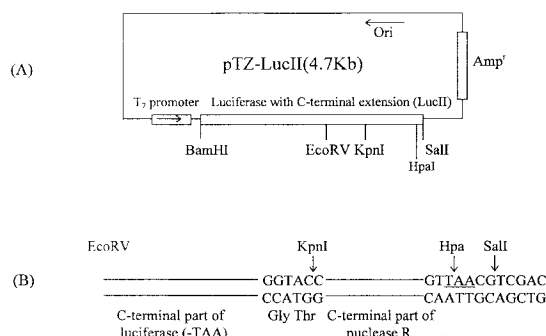 (A)
Ori
pTZ-LucII(4.7Kb)
Amp^r
T7 promoter
Luciferase with C-terminal extension (LucII)
BamHI
EcoRV
KpnI
SalI
HpaI
(B)
EcoRV
KpnI
Hpa
SalI
GGTACC
GTTAACGTCGAC
CCATGG
CAATTGCAGCTG
C-terminal part of
luciferase (-TAA)
Gly Thr
C-terminal part of
nuclease R